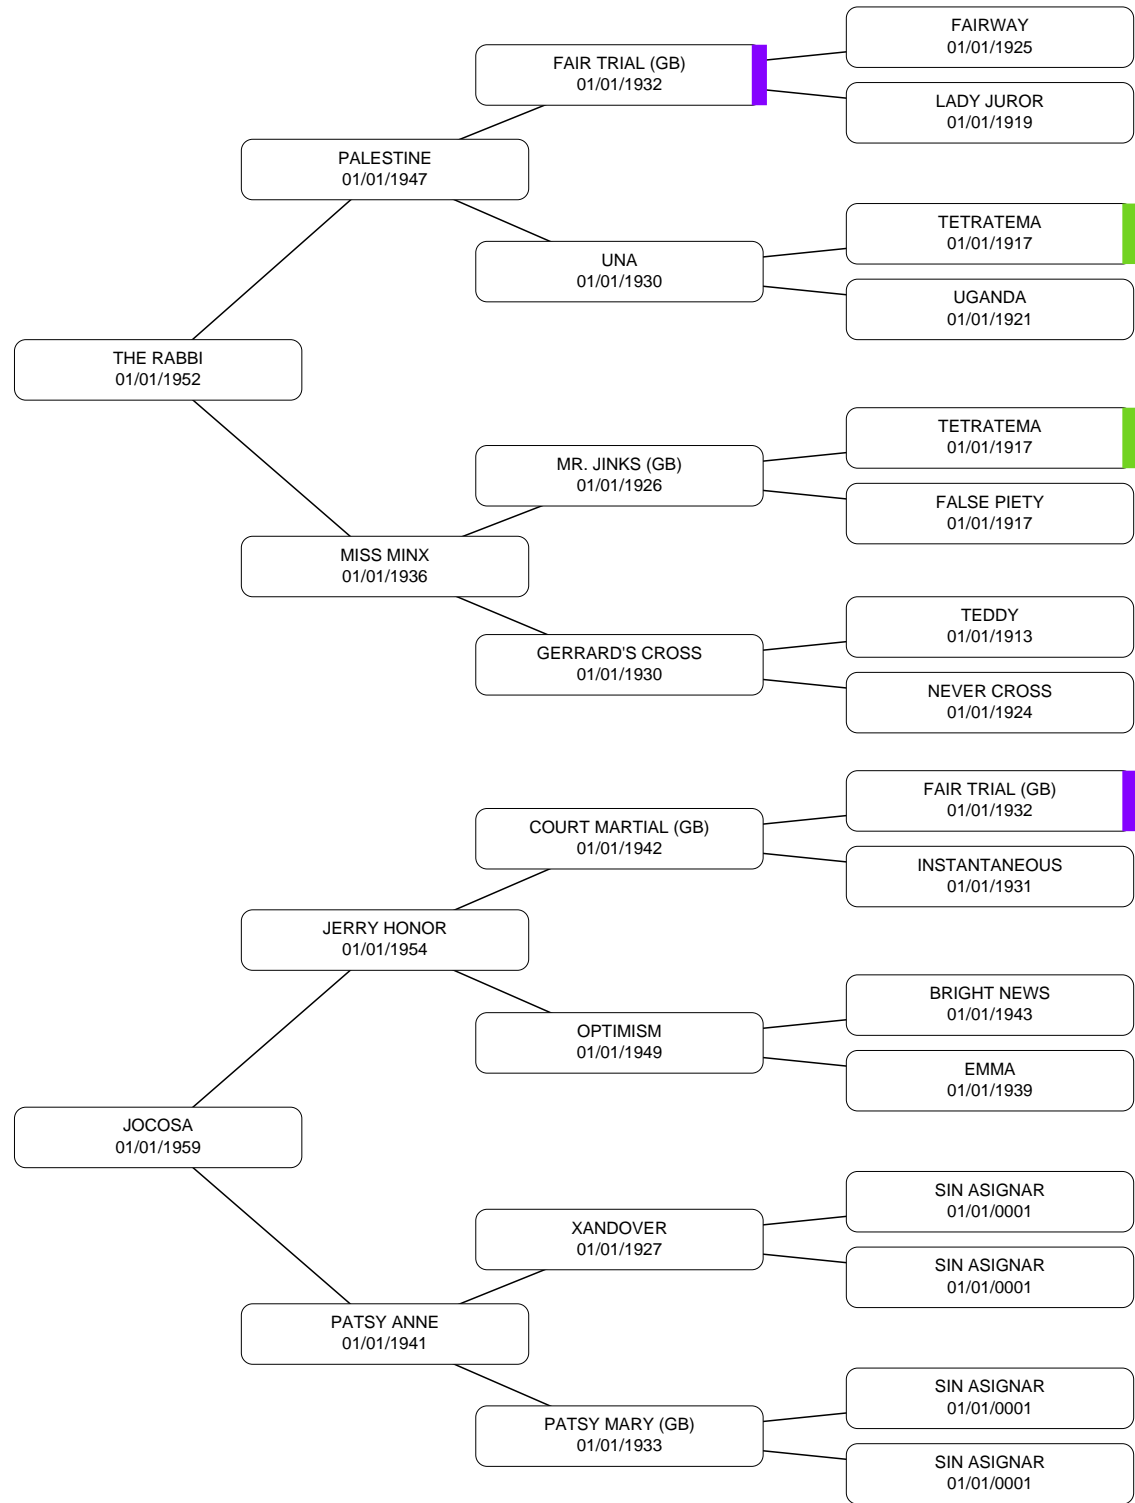 FAIRWAY
01/01/1925
FAIR TRIAL (GB)
01/01/1932
LADY JUROR
01/01/1919
PALESTINE
01/01/1947
TETRATEMA
01/01/1917
UNA
01/01/1930
UGANDA
01/01/1921
THE RABBI
01/01/1952
TETRATEMA
01/01/1917
MR. JINKS (GB)
01/01/1926
FALSE PIETY
01/01/1917
MISS MINX
01/01/1936
TEDDY
01/01/1913
GERRARD'S CROSS
01/01/1930
NEVER CROSS
01/01/1924
FAIR TRIAL (GB)
01/01/1932
COURT MARTIAL (GB)
01/01/1942
INSTANTANEOUS
01/01/1931
JERRY HONOR
01/01/1954
BRIGHT NEWS
01/01/1943
OPTIMISM
01/01/1949
EMMA
01/01/1939
JOCOSA
01/01/1959
SIN ASIGNAR
01/01/0001
XANDOVER
01/01/1927
SIN ASIGNAR
01/01/0001
PATSY ANNE
01/01/1941
SIN ASIGNAR
01/01/0001
PATSY MARY (GB)
01/01/1933
SIN ASIGNAR
01/01/0001